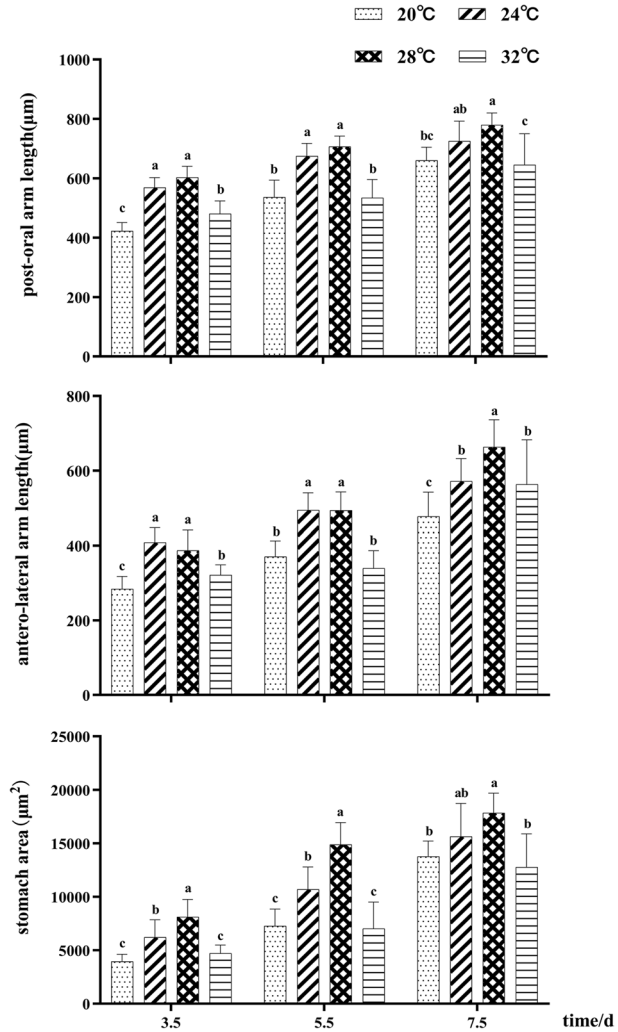 20℃ 24℃
28℃ 32℃
post-oral arm length(μm)
1000
800
600
400
200
0
c a a b
b a a b
bc ab a c
antero-lateral arm length(μm)
800
600
400
200
0
c a a b
b a a b
c b a b
stomach area(μm²)
25000
20000
15000
10000
5000
0
c b a c
c b a c
b ab a b
3.5 5.5 7.5 time/d